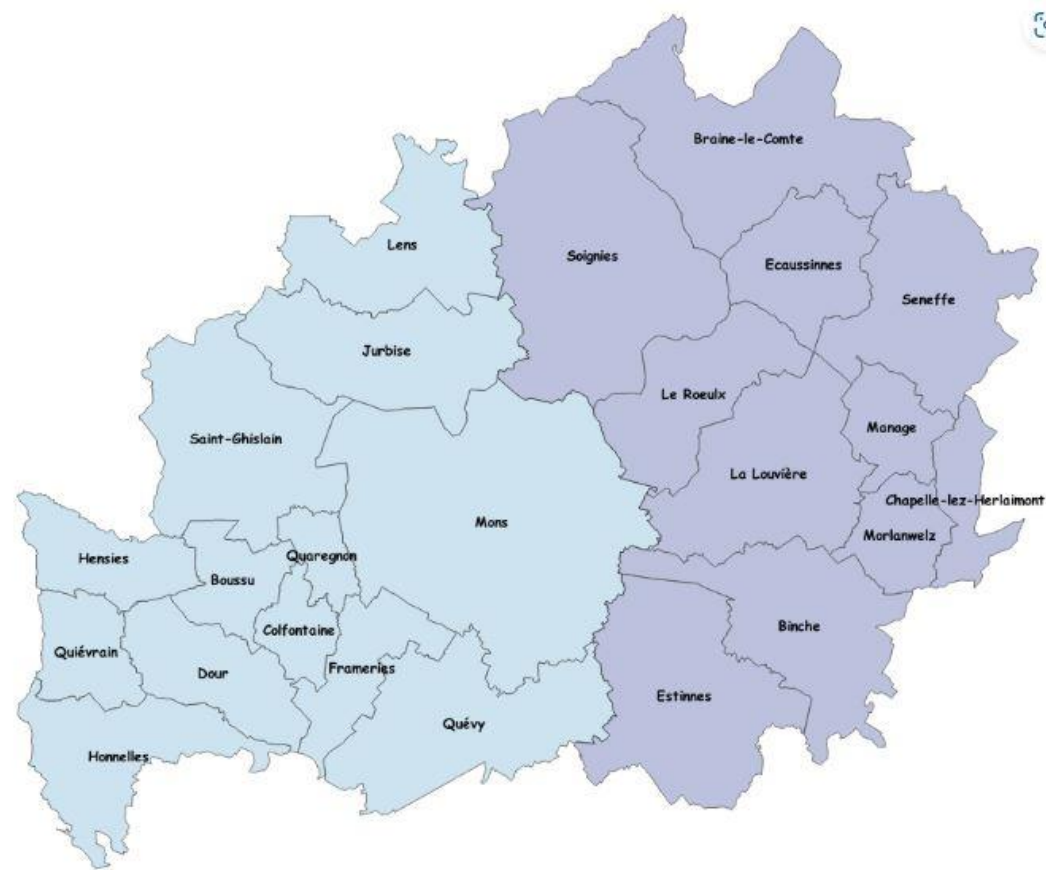 Braine-le-Comte
Lens
Soignies
Ecaussinnes
Seneffe
Jurbise
Le Roeulx
Manage
Saint-Ghislain
La Louvière
Chapelle-lez-Herlaimont
Mons
Morlanwelz
Hensies
Quaregnon
Boussu
Colfontaine
Binche
Quiévrain
Dour
Frameries
Estinnes
Quévy
Honnelles